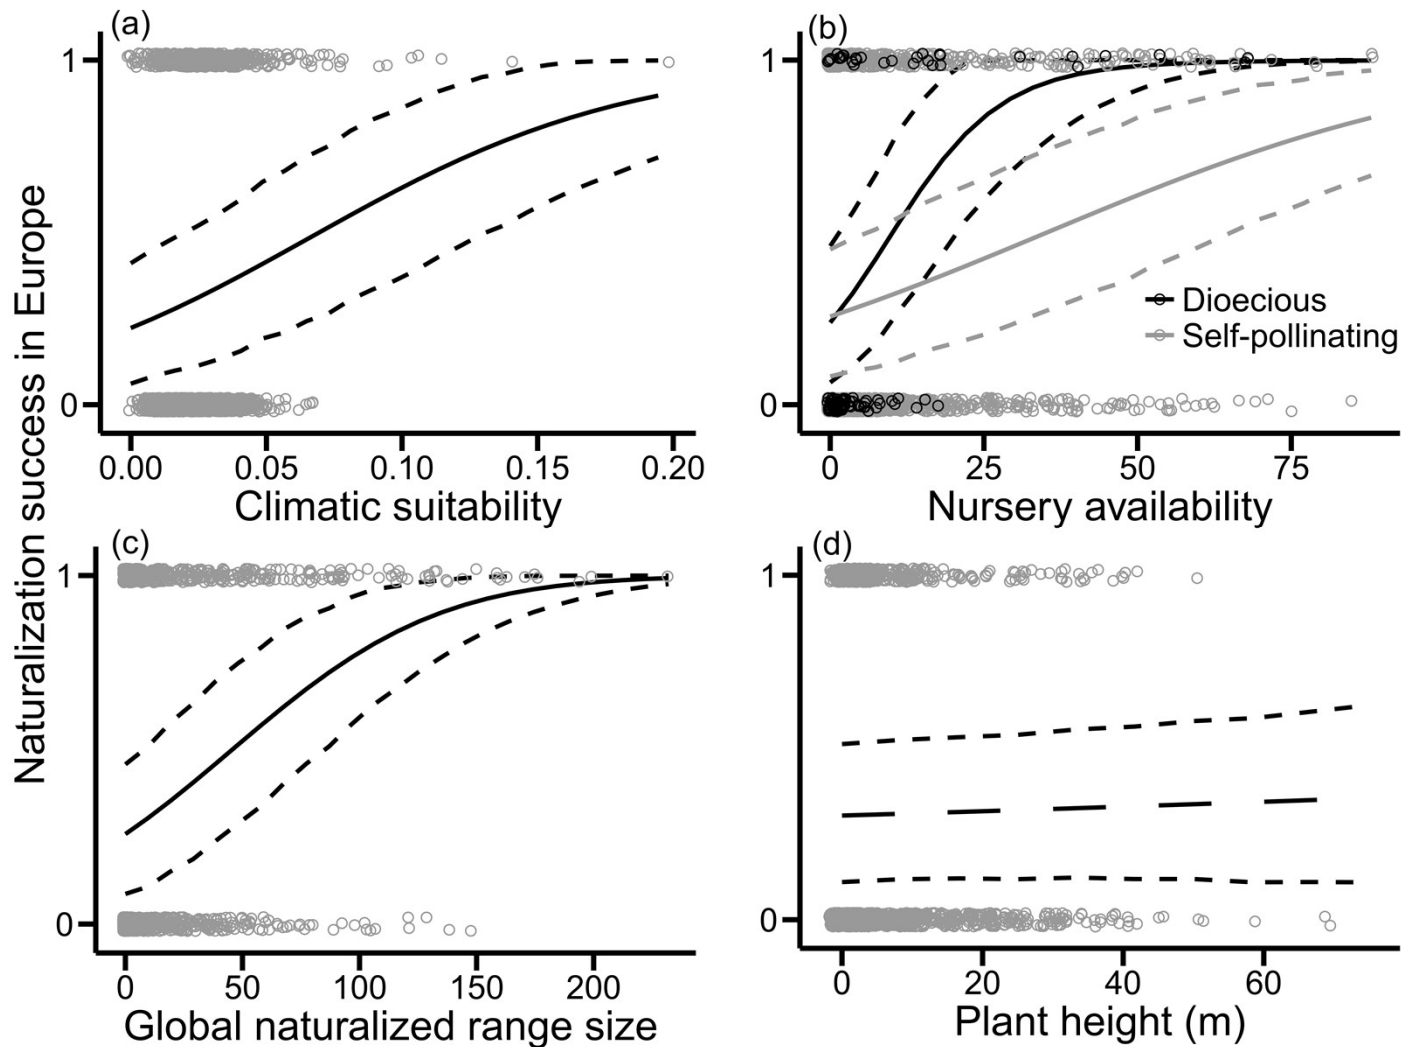 Naturalization success in Europe
(a)
1
0
0.00 0.05 0.10 0.15 0.20
Climatic suitability
(b)
1
0
Dioecious
Self-pollinating
0 25 50 75
Nursery availability
(c)
1
0
0 50 100 150 200
Global naturalized range size
(d)
1
0
0 20 40 60
Plant height (m)